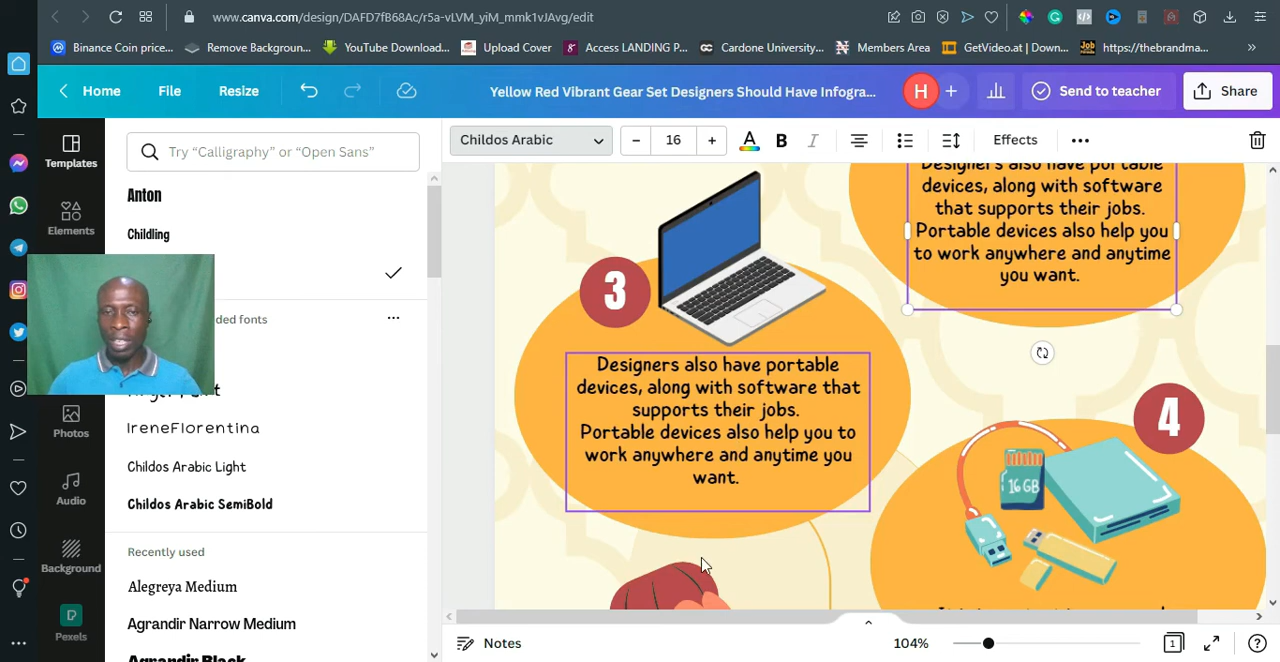 www.canva.com/design/DAFD7fB68Ac/r5a-vLVM_yiM_mmk1vJAvg/edit
Binance Coin price...
Remove Backgroun...
YouTube Download...
Upload Cover
Access LANDING P...
Cardone University...
Members Area
GetVideo.at | Down...
https://thebrandma...
Home
File
Resize
Yellow Red Vibrant Gear Set Designers Should Have Infogra...
H
Send to teacher
Share
Templates
Try “Calligraphy” or “Open Sans”
Childos Arabic
16
A
B
I
Effects
Anton
Childling
Elements
ded fonts
IreneFlorentina
Photos
Childos Arabic Light
Audio
Childos Arabic SemiBold
Recently used
Background
Alegreya Medium
Agrandir Narrow Medium
Pexels
Agrandir Black
Designers also have portable
devices, along with software
that supports their jobs.
Portable devices also help you
to work anywhere and anytime
you want.
3
Designers also have portable
devices, along with software that
supports their jobs.
Portable devices also help you to
work anywhere and anytime you
want.
4
16 GB
Notes
104%
1